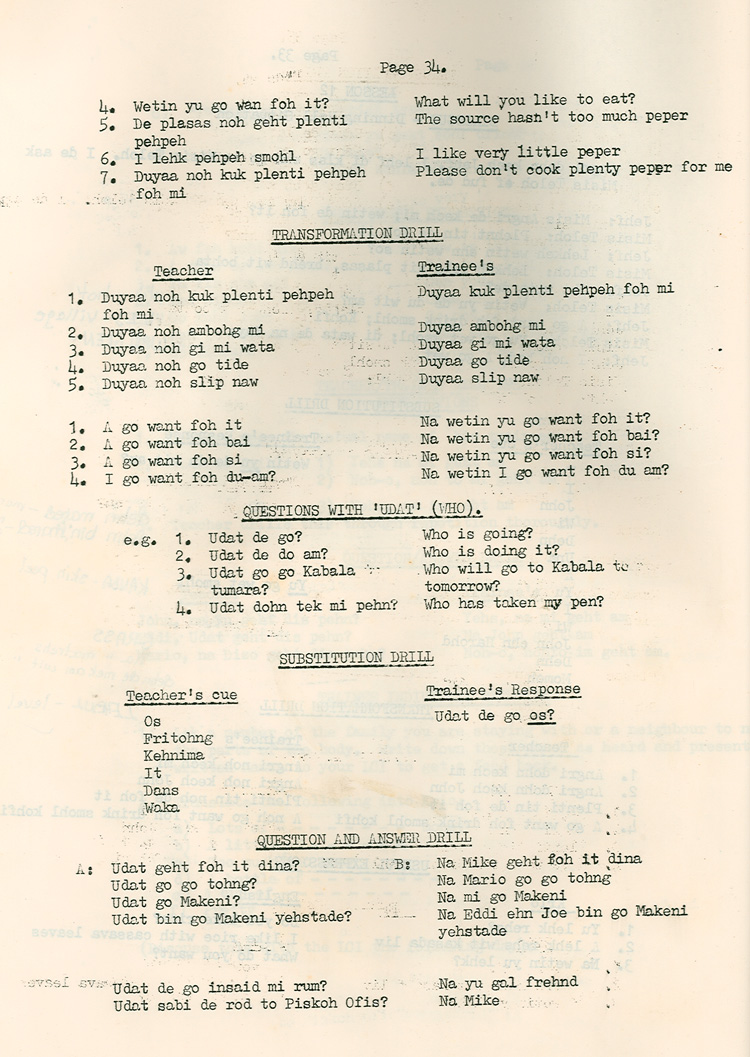 Page 34.
4. Wetin yu go wan foh it? What will you like to eat?
5. De plasas noh geht plenti The source hasn't too much peper
pehpeh
6. I lehk pehpeh smohl I like very little peper
7. Duyaa noh kuk plenti pehpeh Please don't cook plenty peper for me
foh mi
TRANSFORMATION DRILL
Teacher Trainee's
1. Duyaa noh kuk plenti pehpeh Duyaa kuk plenti pehpeh foh mi
foh mi
2. Duyaa noh ambohg mi Duyaa ambohg mi
3. Duyaa noh gi mi wata Duyaa gi mi wata
4. Duyaa noh go tide Duyaa go tide
5. Duyaa noh slip naw Duyaa slip naw
1. A go want foh it Na wetin yu go want foh it?
2. A go want foh bai Na wetin yu go want foh bai?
3. A go want foh si Na wetin yu go want foh si?
4. I go want foh du-am? Na wetin I go want foh du am?
QUESTIONS WITH 'UDAT' (WHO).
e.g. 1. Udat de go? Who is going?
2. Udat de do am? Who is doing it?
3. Udat go go Kabala Who will go to Kabala to
tumara? tomorrow?
4. Udat dohn tek mi pehn? Who has taken my pen?
SUBSTITUTION DRILL
Teacher's cue Trainee's Response
Os Udat de go os?
Fritohng
Kehnima
It
Dans
Waka
QUESTION AND ANSWER DRILL
A: Udat geht foh it dina? B: Na Mike geht foh it dina
Udat go go tohng? Na Mario go go tohng
Udat go Makeni? Na mi go Makeni
Udat bin go Makeni yehstade? Na Eddi ehn Joe bin go Makeni
yehstade
Udat de go insaid mi rum? Na yu gal frehnd
Udat sabi de rod to Piskoh Ofis? Na Mike